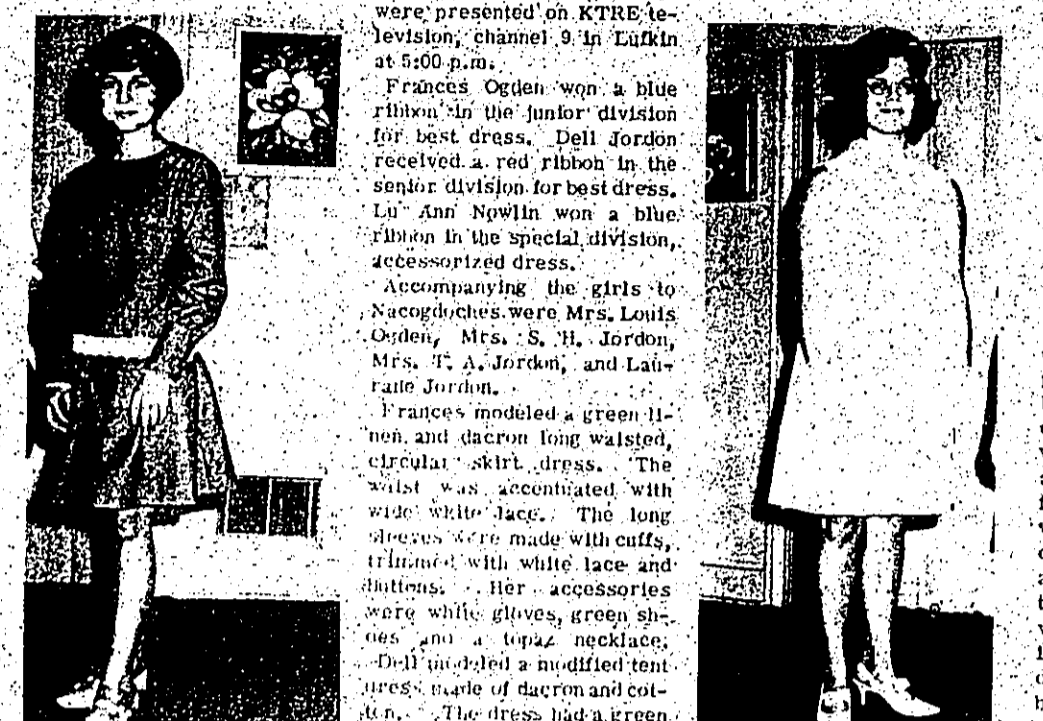 were presented on KTRE te-
levision, channel 9 in Lufkin
at 5:00 p.m.
Frances Ogden won a blue
ribbon in the junior division
for best dress. Dell Jordon
received a red ribbon in the
senior division for best dress.
Lu Ann Nowlin won a blue
ribbon in the special division,
accessorized dress.
Accompanying the girls to
Nacogdoches were Mrs. Louis
Ogden, Mrs. S. H. Jordon,
Mrs. T. A. Jordon, and Lau-
raine Jordon.
Frances modeled a green li-
nen and dacron long waisted,
circular skirt dress. The
waist was accentuated with
wide white lace. The long
sleeves were made with cuffs,
trimmed with white lace and
buttons. Her accessories
were white gloves, green sh-
oes and a topaz necklace.
Dell modeled a modified tent
dress made of dacron and cot-
ton. The dress had a green